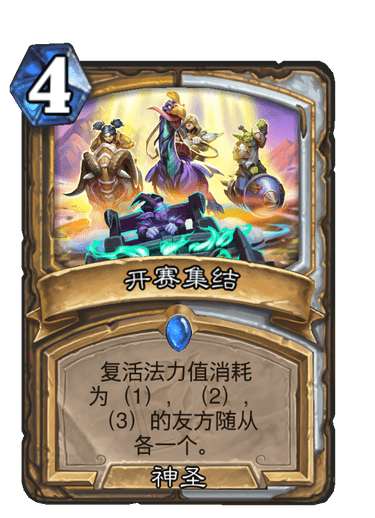 4
开赛集结
复活法力值消耗
为（1），（2），
（3）的友方随从
各一个。
神圣